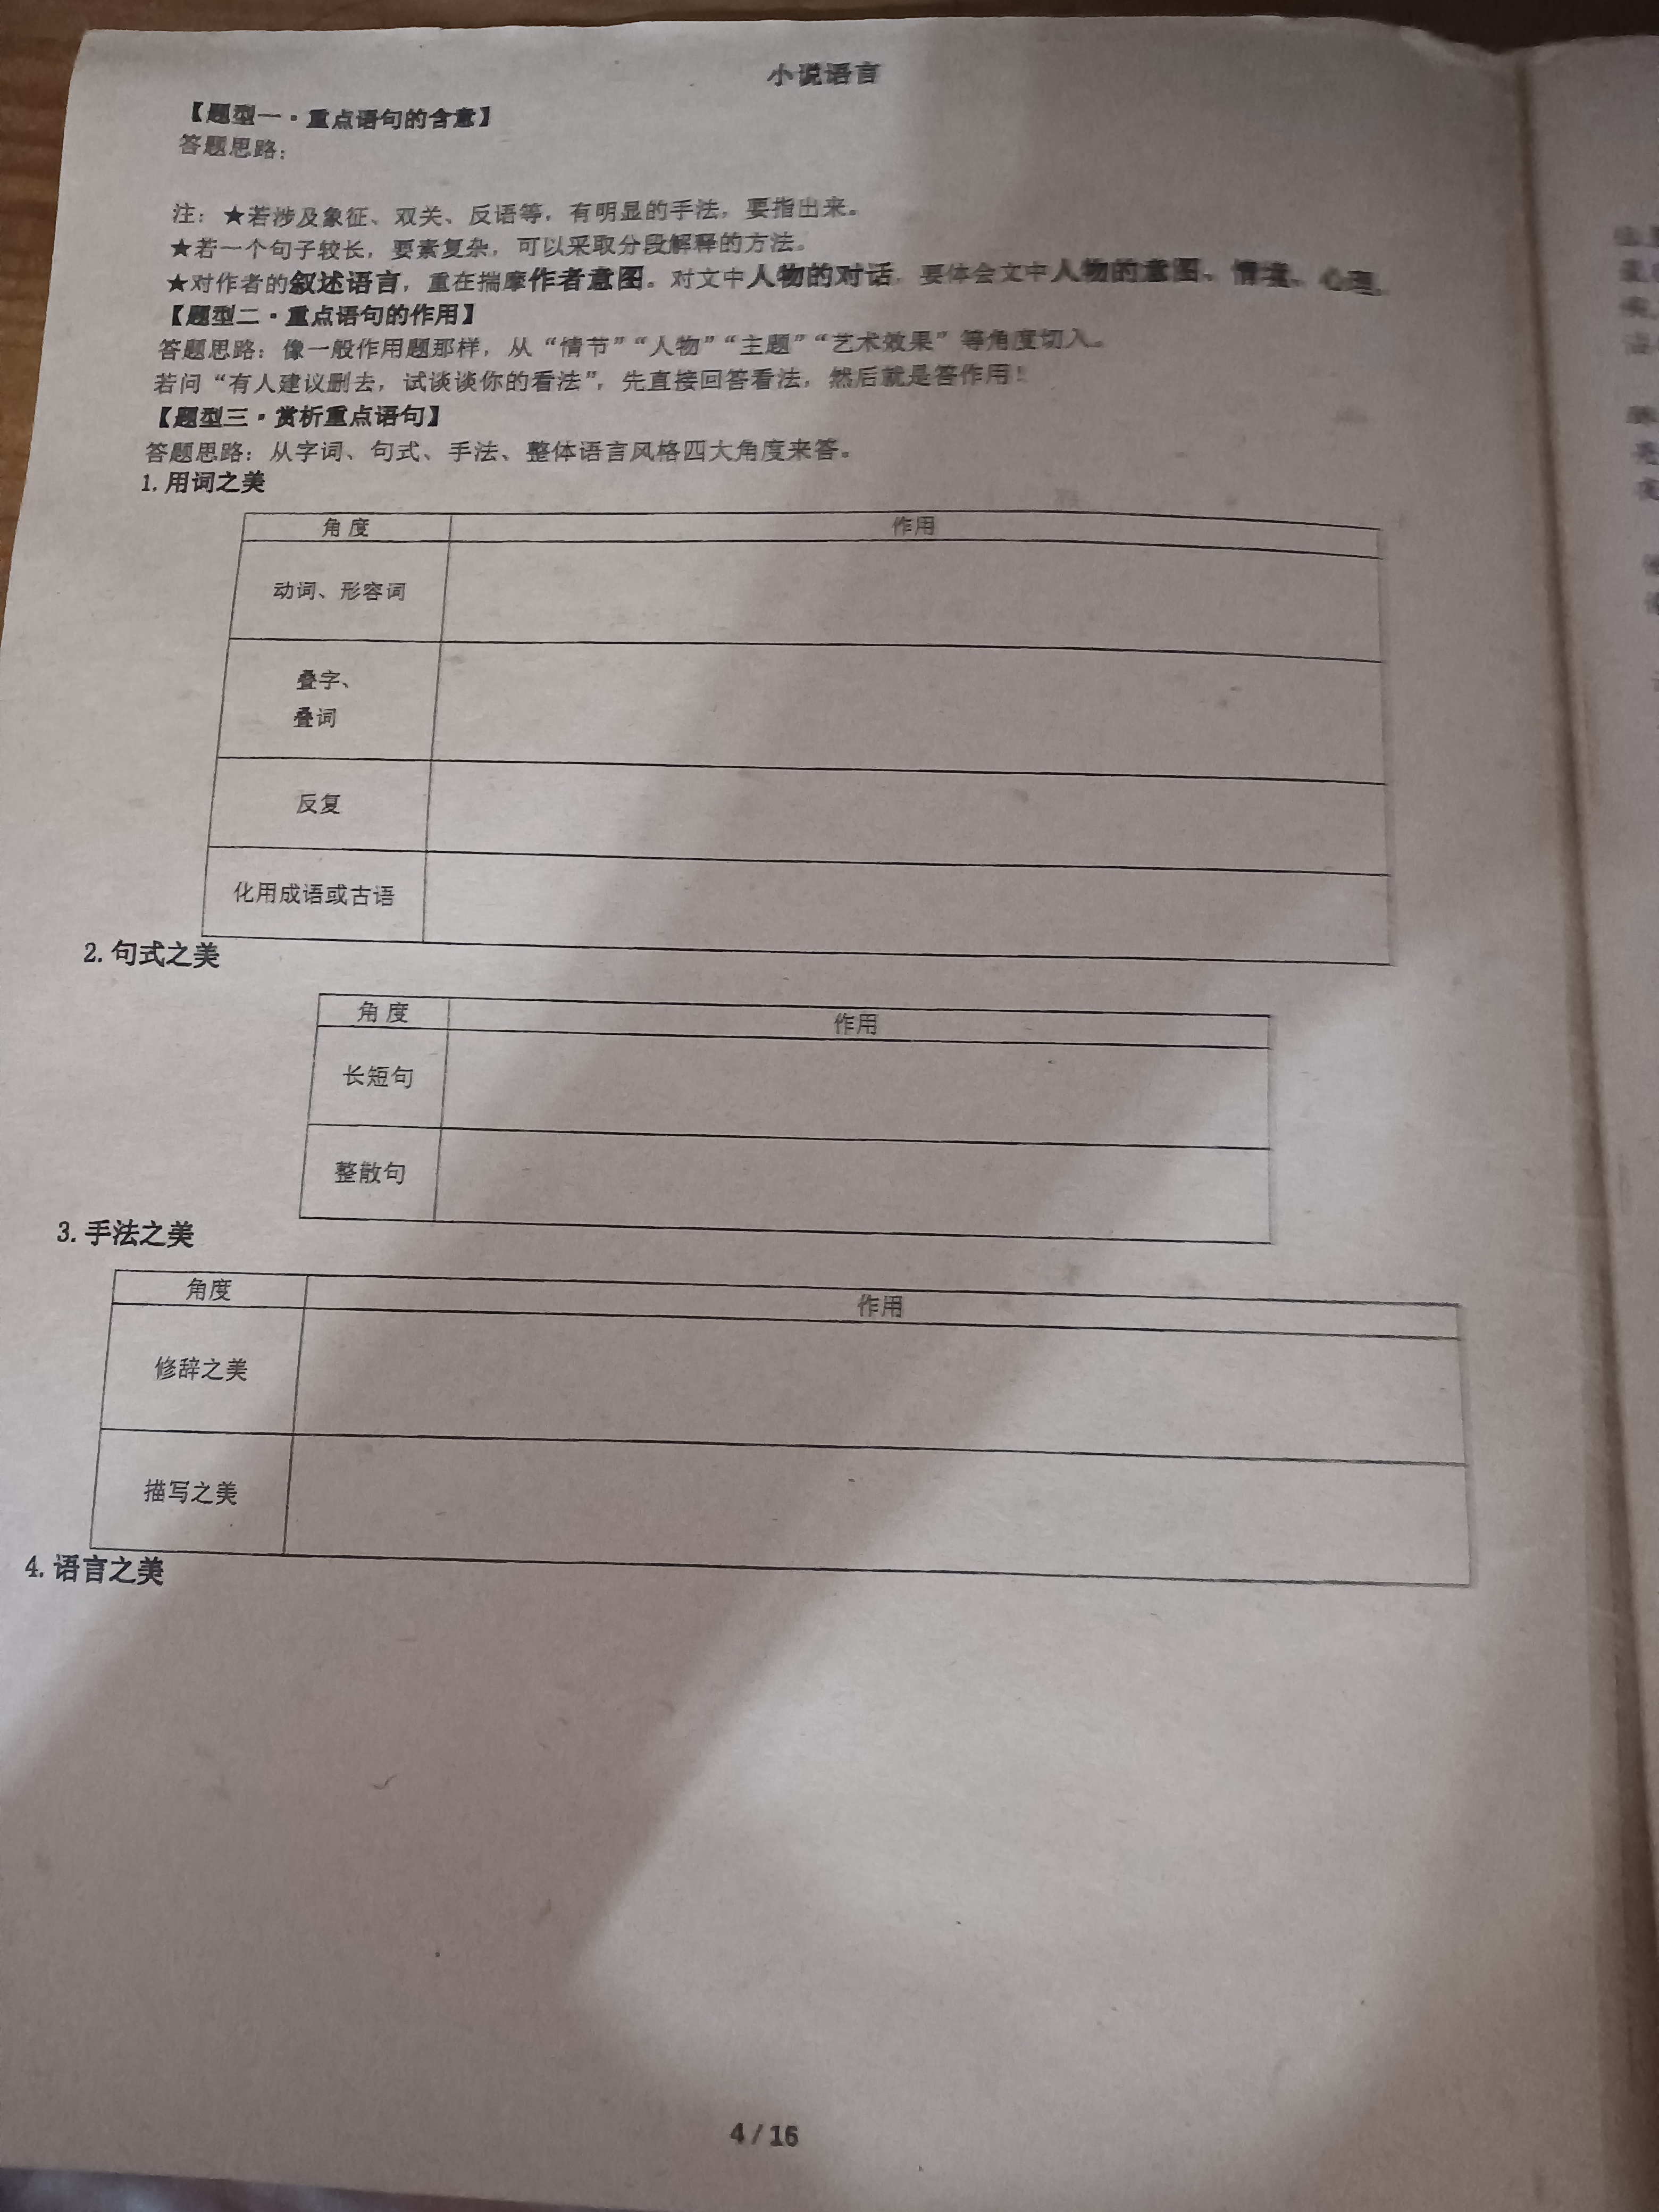 小说语言
【题型一·重点语句的含意】
答题思路：
注：★若涉及象征、双关、反语等，有明显的手法，要指出来。
★若一个句子较长，要素复杂，可以采取分段解释的方法。
★对作者的叙述语言，重在揣摩作者意图。对文中人物的对话，要体会文中人物的意图、情境、心理。
【题型二·重点语句的作用】
答题思路：像一般作用题那样，从“情节”“人物”“主题”“艺术效果”等角度切入。
若问“有人建议删去，试谈谈你的看法”，先直接回答看法，然后就是答作用！
【题型三·赏析重点语句】
答题思路：从字词、句式、手法、整体语言风格四大角度来答。
1. 用词之美
角度 作用
动词、形容词
叠字、
叠词
反复
化用成语或古语
2. 句式之美
角度 作用
长短句
整散句
3. 手法之美
角度 作用
修辞之美
描写之美
4. 语言之美
4 / 16